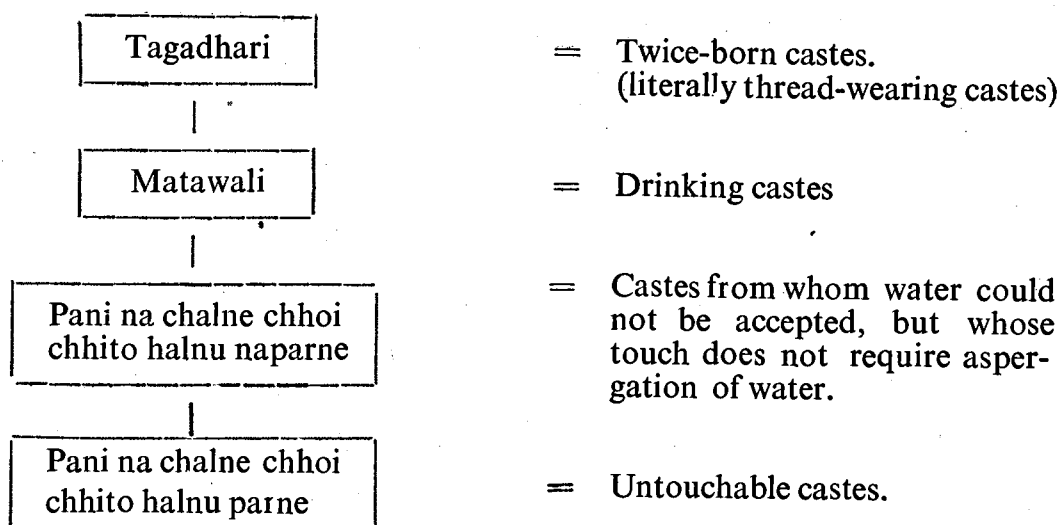 Tagadhari
= Twice-born castes.
(literally thread-wearing castes)
Matawali
= Drinking castes
Pani na chalne chhoi
chhito halnu naparne
= Castes from whom water could
not be accepted, but whose
touch does not require asper-
gation of water.
Pani na chalne chhoi
chhito halnu parne
= Untouchable castes.